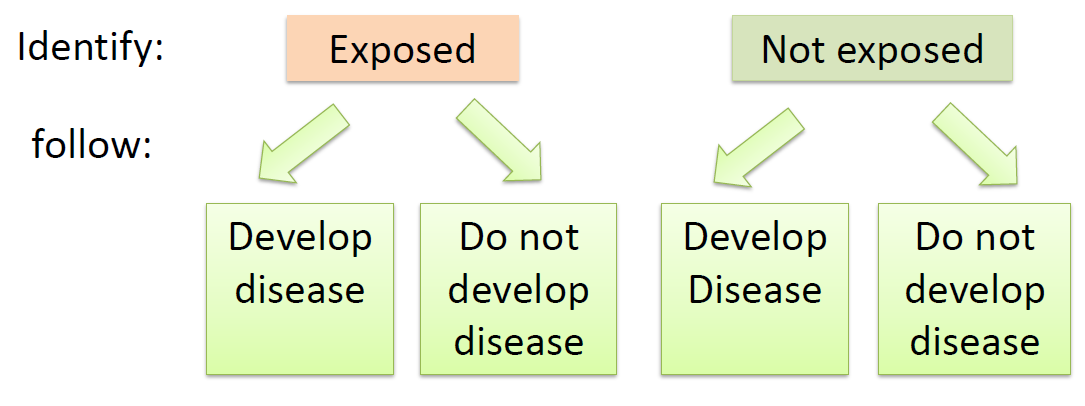 Identify:
Exposed
Not exposed
follow:
Develop
disease
Do not
develop
disease
Develop
Disease
Do not
develop
disease